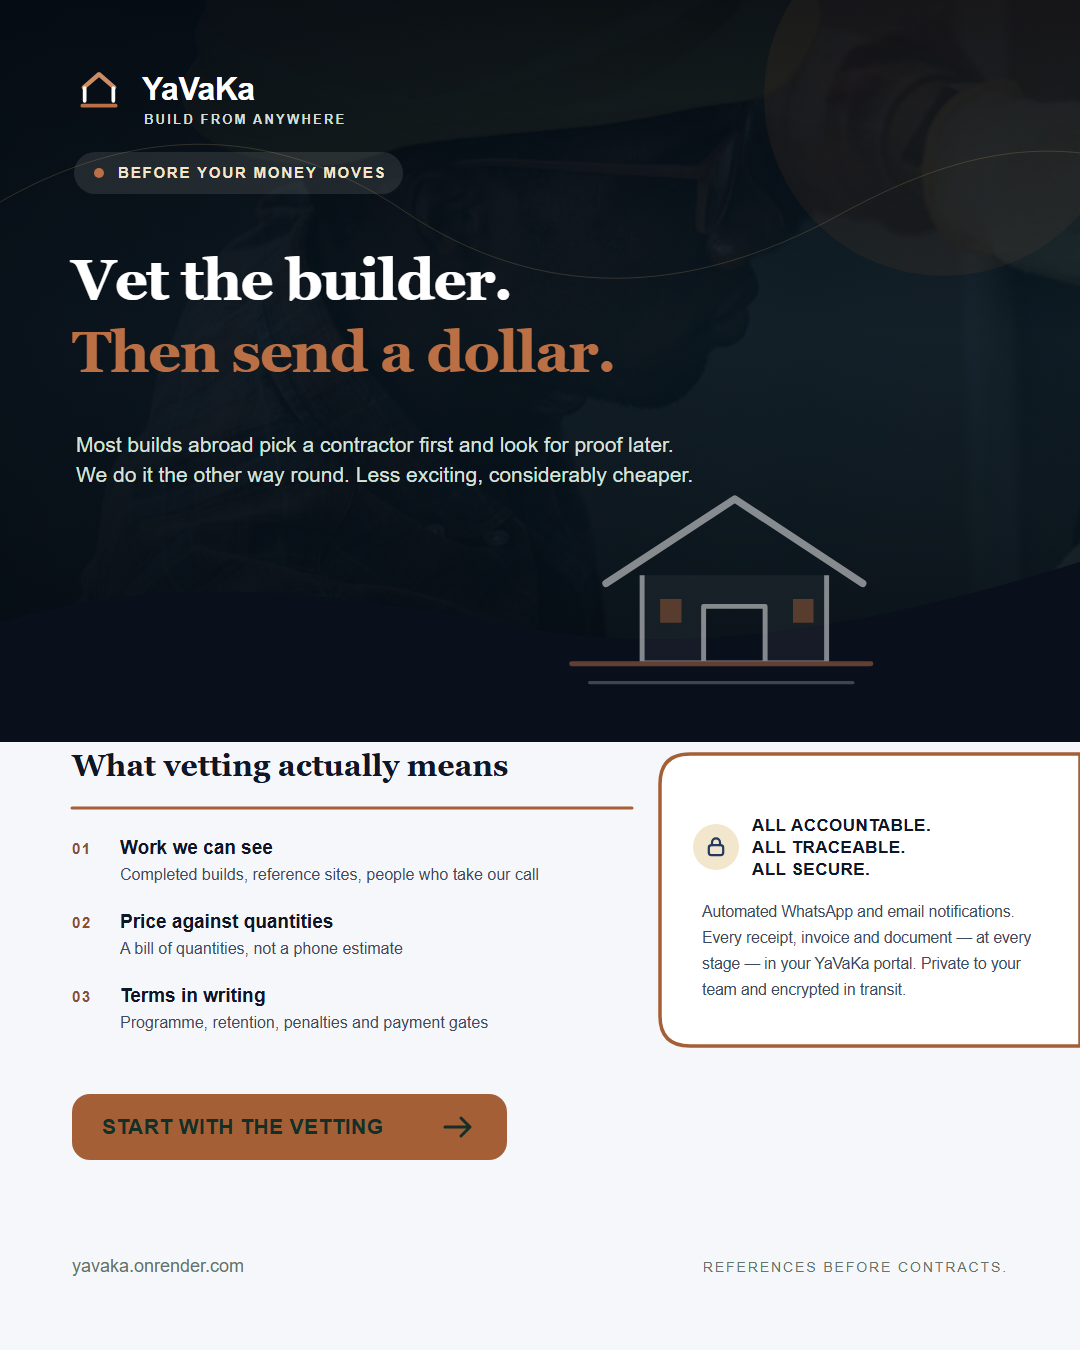 YaVaKa
BUILD FROM ANYWHERE
BEFORE YOUR MONEY MOVES
Vet the builder.
Then send a dollar.
Most builds abroad pick a contractor first and look for proof later.
We do it the other way round. Less exciting, considerably cheaper.
What vetting actually means
01 Work we can see
Completed builds, reference sites, people who take our call
02 Price against quantities
A bill of quantities, not a phone estimate
03 Terms in writing
Programme, retention, penalties and payment gates
ALL ACCOUNTABLE.
ALL TRACEABLE.
ALL SECURE.
Automated WhatsApp and email notifications.
Every receipt, invoice and document — at every
stage — in your YaVaKa portal. Private to your
team and encrypted in transit.
START WITH THE VETTING
yavaka.onrender.com
REFERENCES BEFORE CONTRACTS.